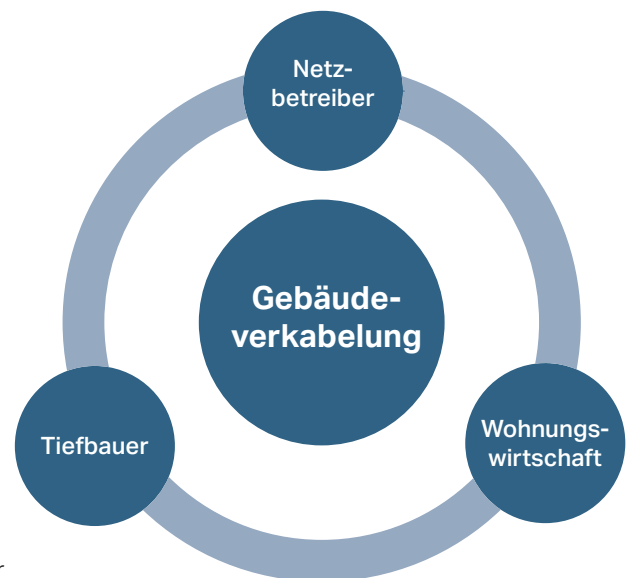 Netz-
betreiber
Gebäude-
verkabelung
Tiefbauer
Wohnungs-
wirtschaft
r